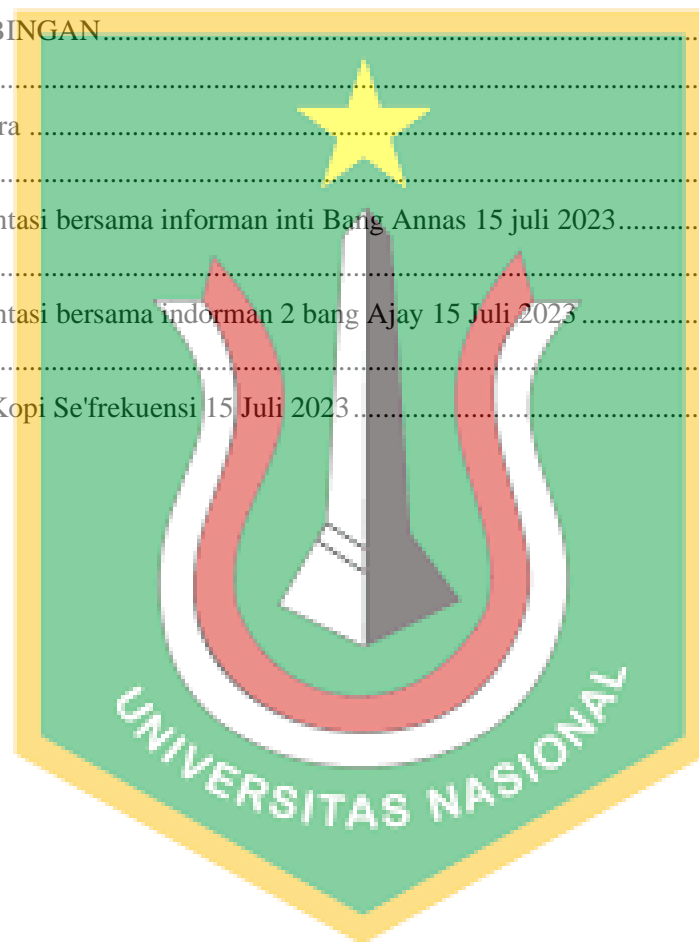 BINGAN................................................................................
................................................................................
ra ................................................................................
................................................................................
ntasi bersama informan inti Bang Annas 15 juli 2023..............
................................................................................
ntasi bersama indorman 2 bang Ajay 15 Juli 2023 ....................
................................................................................
Kopi Se'frekuensi 15 Juli 2023 ................................................
UNIVERSITAS NASIONAL